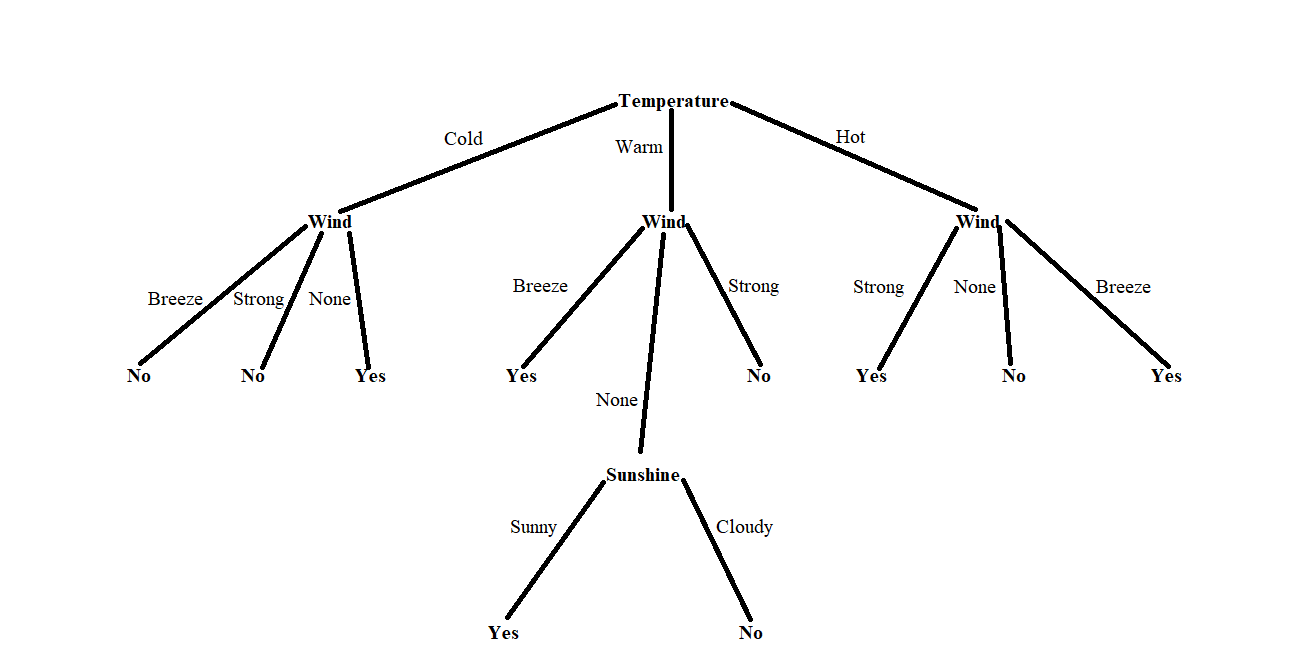 Temperature
Cold
Warm
Hot
Wind
Wind
Wind
Breeze
Strong
None
Breeze
Strong
Strong
None
Breeze
No
No
Yes
Yes
No
Yes
No
Yes
None
Sunshine
Sunny
Cloudy
Yes
No